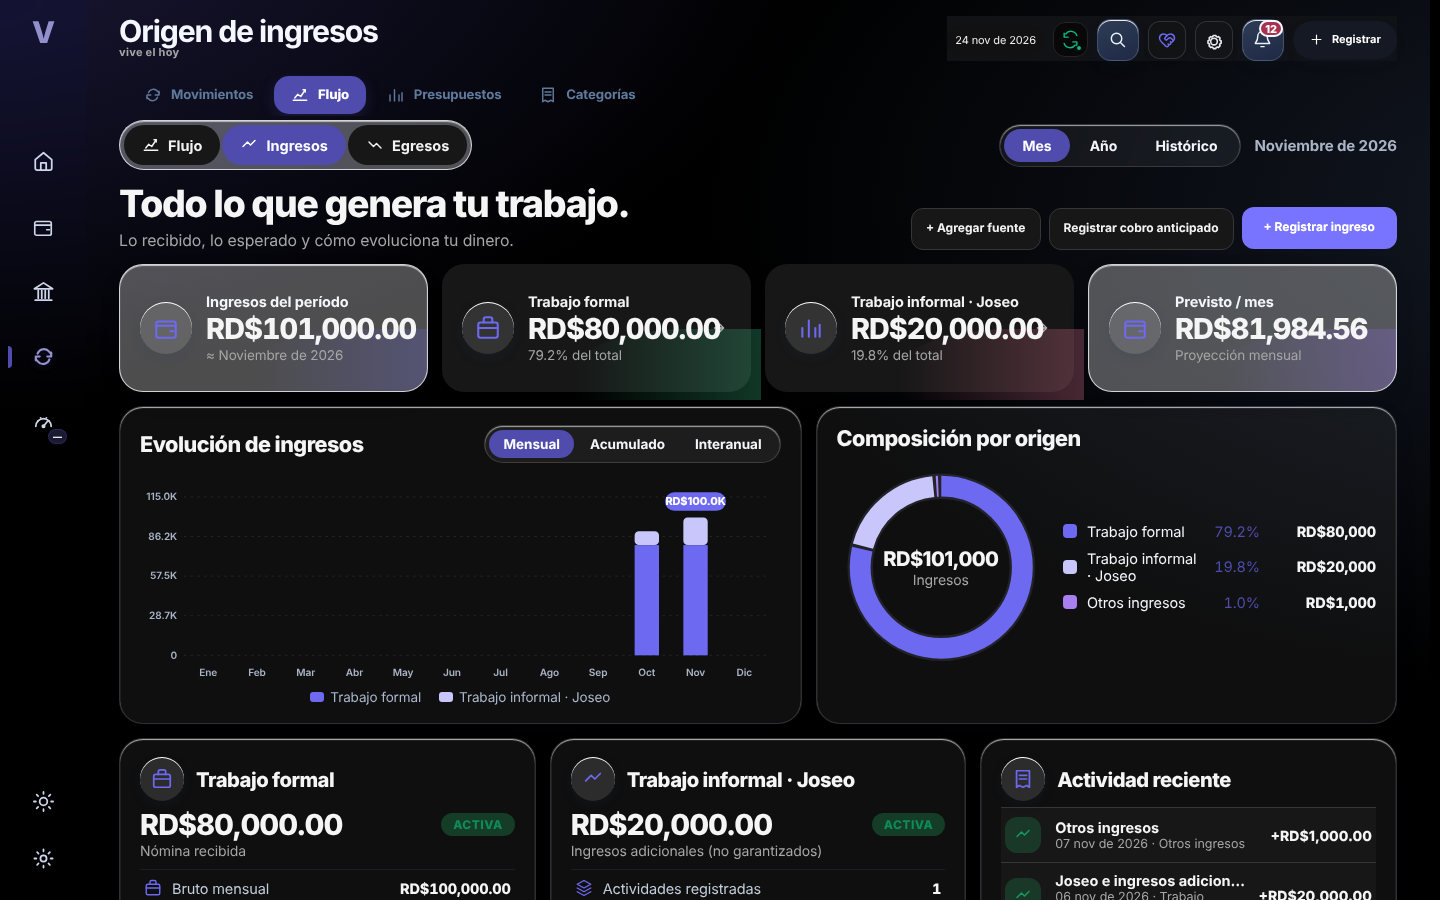 V
Origen de ingresos
vive el hoy
24 nov de 2026
12
Registrar
Movimientos
Flujo
Presupuestos
Categorías
Flujo
Ingresos
Egresos
Mes
Año
Histórico
Noviembre de 2026
Todo lo que genera tu trabajo.
Lo recibido, lo esperado y cómo evoluciona tu dinero.
+ Agregar fuente
Registrar cobro anticipado
+ Registrar ingreso
Ingresos del período
RD$101,000.00
≈ Noviembre de 2026
Trabajo formal
RD$80,000.00
79.2% del total
Trabajo informal · Joseo
RD$20,000.00
19.8% del total
Previsto / mes
RD$81,984.56
Proyección mensual
Evolución de ingresos
Mensual
Acumulado
Interanual
115.0K
86.2K
57.5K
28.7K
0
RD$100.0K
Ene Feb Mar Abr May Jun Jul Ago Sep Oct Nov Dic
Trabajo formal
Trabajo informal · Joseo
Composición por origen
RD$101,000
Ingresos
Trabajo formal 79.2% RD$80,000
Trabajo informal
· Joseo 19.8% RD$20,000
Otros ingresos 1.0% RD$1,000
Trabajo formal
RD$80,000.00
ACTIVA
Nómina recibida
Bruto mensual RD$100,000.00
Trabajo informal · Joseo
RD$20,000.00
ACTIVA
Ingresos adicionales (no garantizados)
Actividades registradas 1
Actividad reciente
Otros ingresos
07 nov de 2026 · Otros ingresos
+RD$1,000.00
Joseo e ingresos adicion...
06 nov de 2026 · Trabajo
+RD$20,000.00